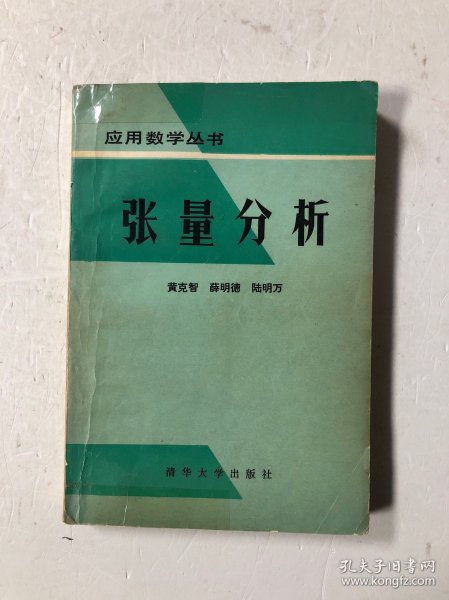 应用数学丛书
张量分析
黄克智 薛明德 陆明万
清华大学出版社
孔夫子旧书网
www.kongfz.com